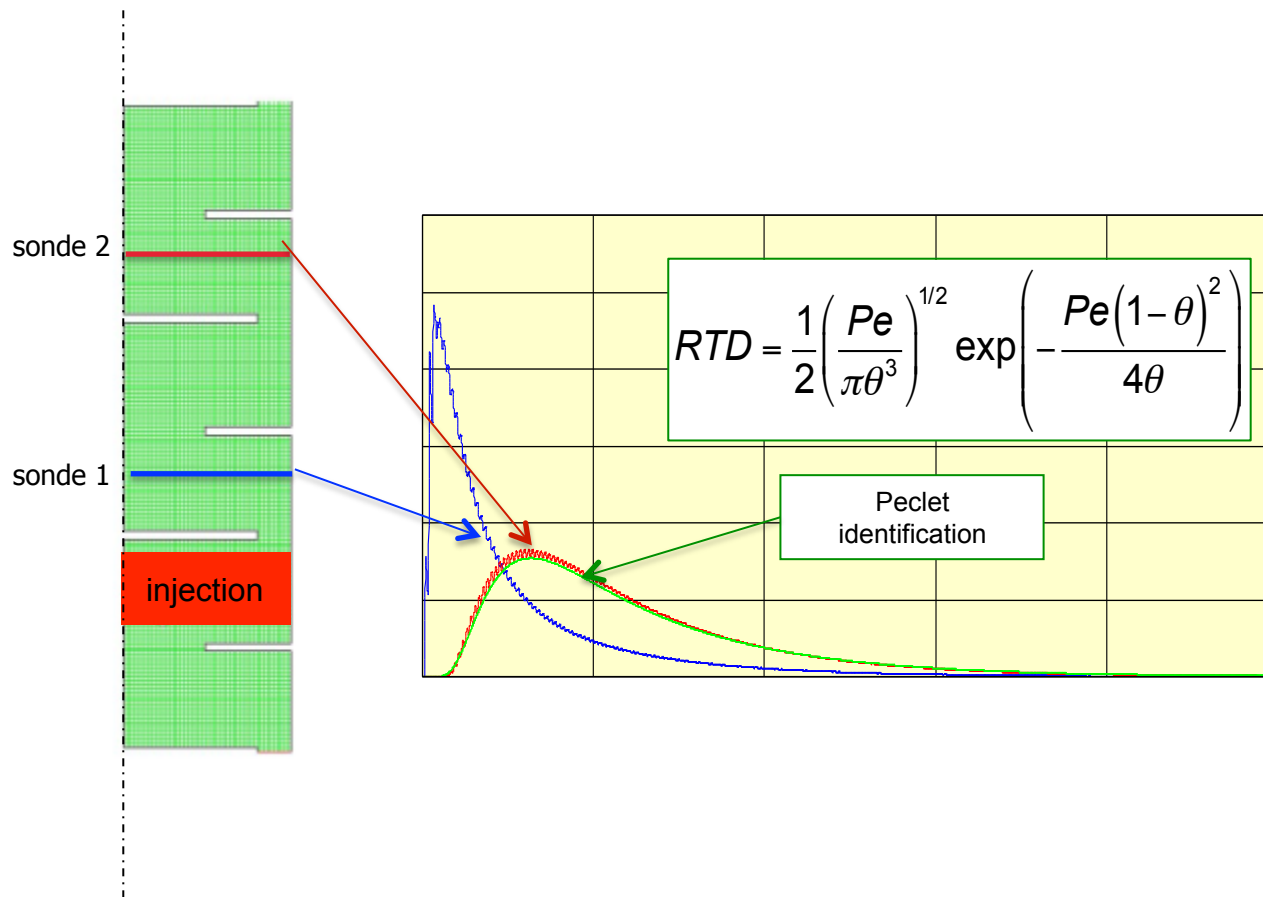 sonde 2
sonde 1
injection
RTD = 1/2 (Pe/πθ³)^1/2 exp(−Pe(1−θ)²/4θ)
Peclet
identification